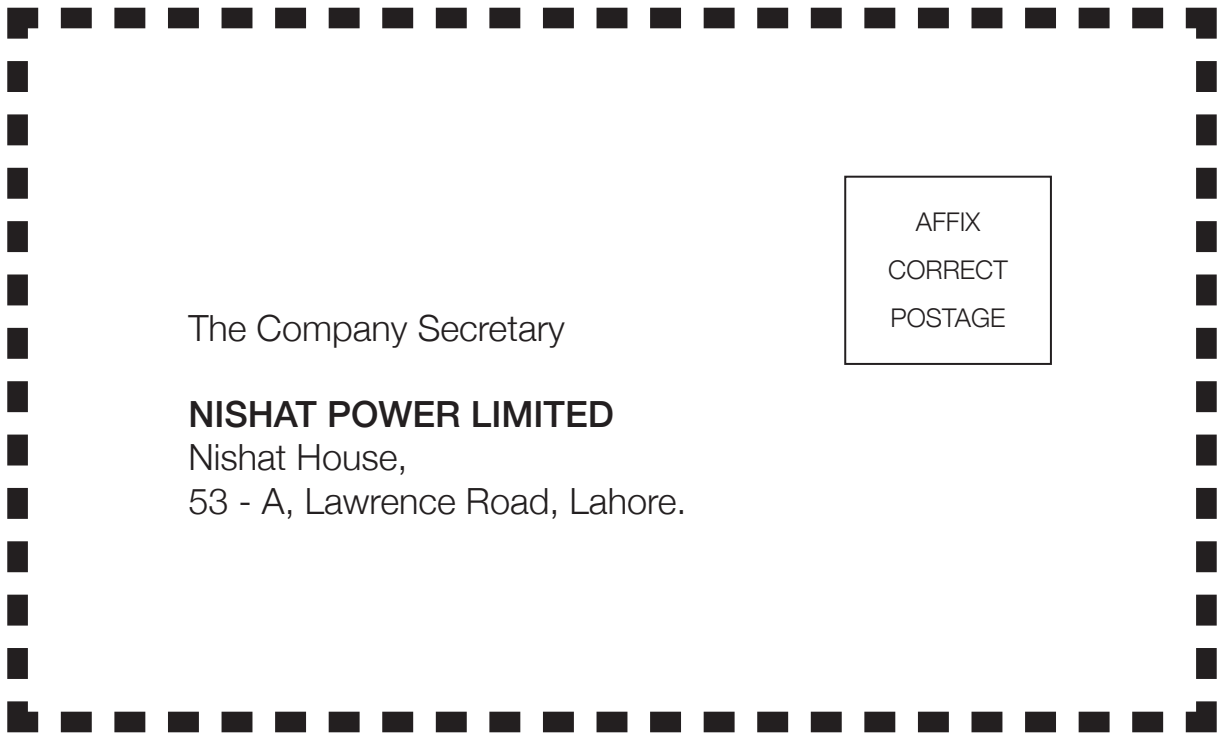 AFFIX
CORRECT
POSTAGE
The Company Secretary
NISHAT POWER LIMITED
Nishat House,
53 - A, Lawrence Road, Lahore.